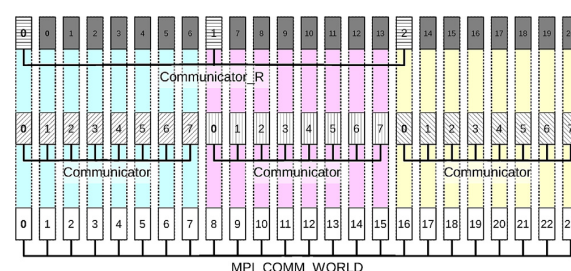 0 0 1 2 3 4 5 6 1 7 8 9 10 11 12 13 2 14 15 16 17 18 19
Communicator_R
0 1 2 3 4 5 6 7 0 1 2 3 4 5 6 7 0 1 2 3 4 5 6
Communicator Communicator Communicator
0 1 2 3 4 5 6 7 8 9 10 11 12 13 14 15 16 17 18 19 20 21 22
MPI_COMM_WORLD